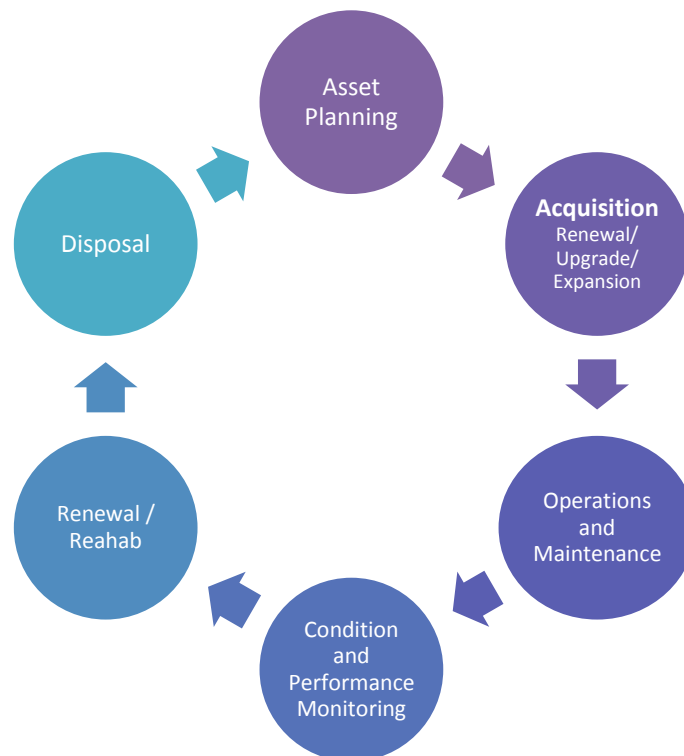 Asset
Planning
Acquisition
Renewal/
Upgrade/
Expansion
Operations
and
Maintenance
Condition
and
Performance
Monitoring
Renewal /
Reahab
Disposal